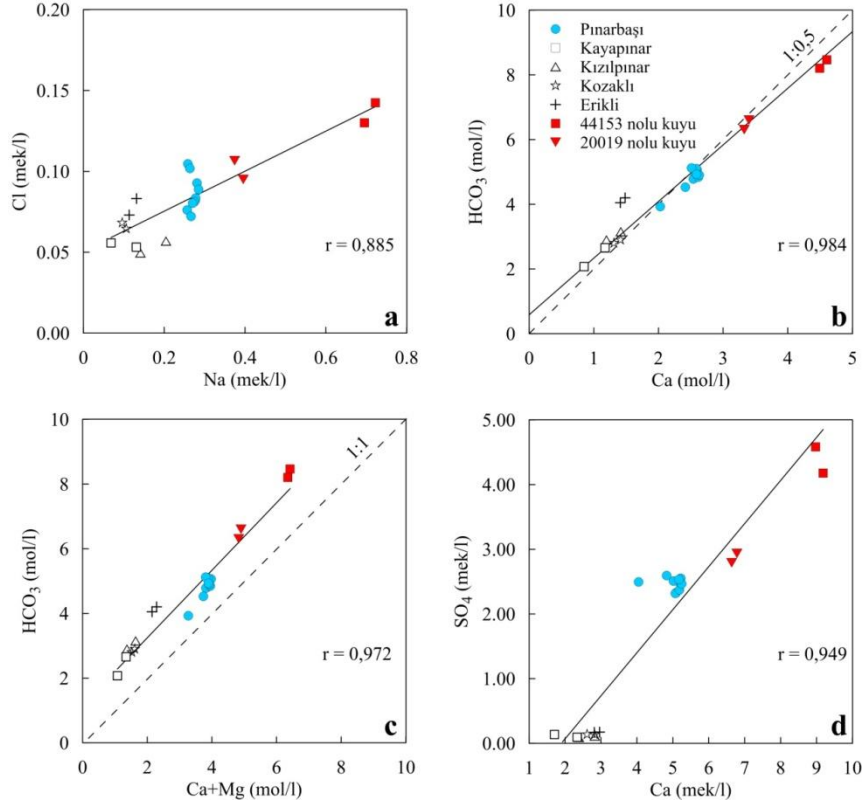 0.20
0.15
0.10
0.05
0.00
Cl (mek/l)
r = 0,885
a
0 0.2 0.4 0.6 0.8
Na (mek/l)
10
8
6
4
2
0
HCO3 (mol/l)
Pınarbaşı
Kayapınar
Kızılpınar
Kozaklı
Erikli
44153 nolu kuyu
20019 nolu kuyu
1:0,5
r = 0,984
b
0 1 2 3 4 5
Ca (mol/l)
10
8
6
4
2
0
HCO3 (mol/l)
1:1
r = 0,972
c
0 2 4 6 8 10
Ca+Mg (mol/l)
5.00
4.00
3.00
2.00
1.00
0.00
SO4 (mek/l)
r = 0,949
d
1 2 3 4 5 6 7 8 9 10
Ca (mek/l)